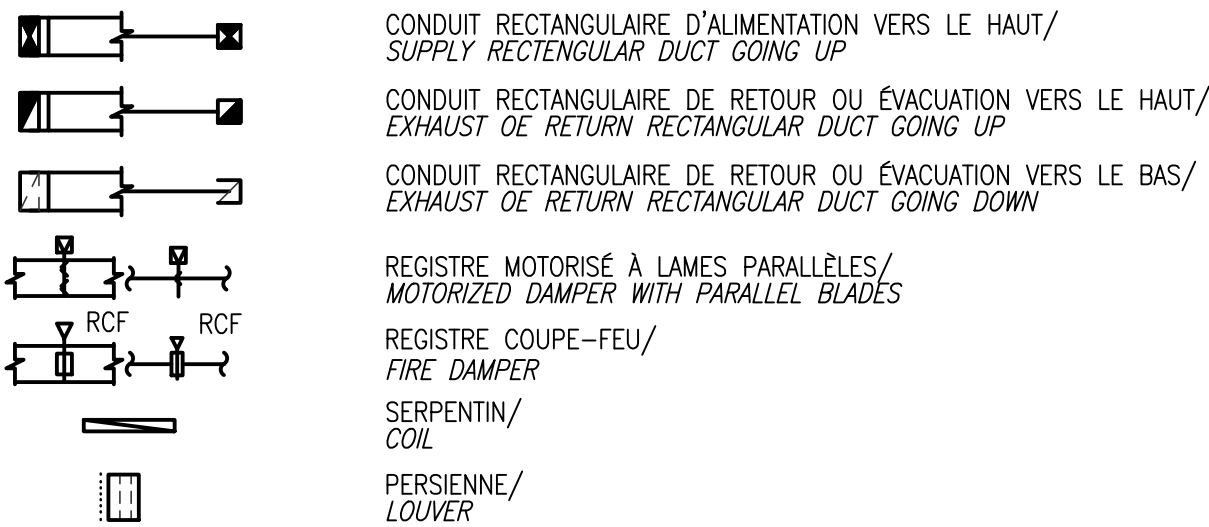 CONDUIT RECTANGULAIRE D'ALIMENTATION VERS LE HAUT/
SUPPLY RECTENGULAR DUCT GOING UP
CONDUIT RECTANGULAIRE DE RETOUR OU ÉVACUATION VERS LE HAUT/
EXHAUST OE RETURN RECTANGULAR DUCT GOING UP
CONDUIT RECTANGULAIRE DE RETOUR OU ÉVACUATION VERS LE BAS/
EXHAUST OE RETURN RECTANGULAR DUCT GOING DOWN
REGISTRE MOTORISÉ À LAMES PARALLÈLES/
MOTORIZED DAMPER WITH PARALLEL BLADES
RCF RCF
REGISTRE COUPE-FEU/
FIRE DAMPER
SERPENTIN/
COIL
PERSIENNE/
LOUVER